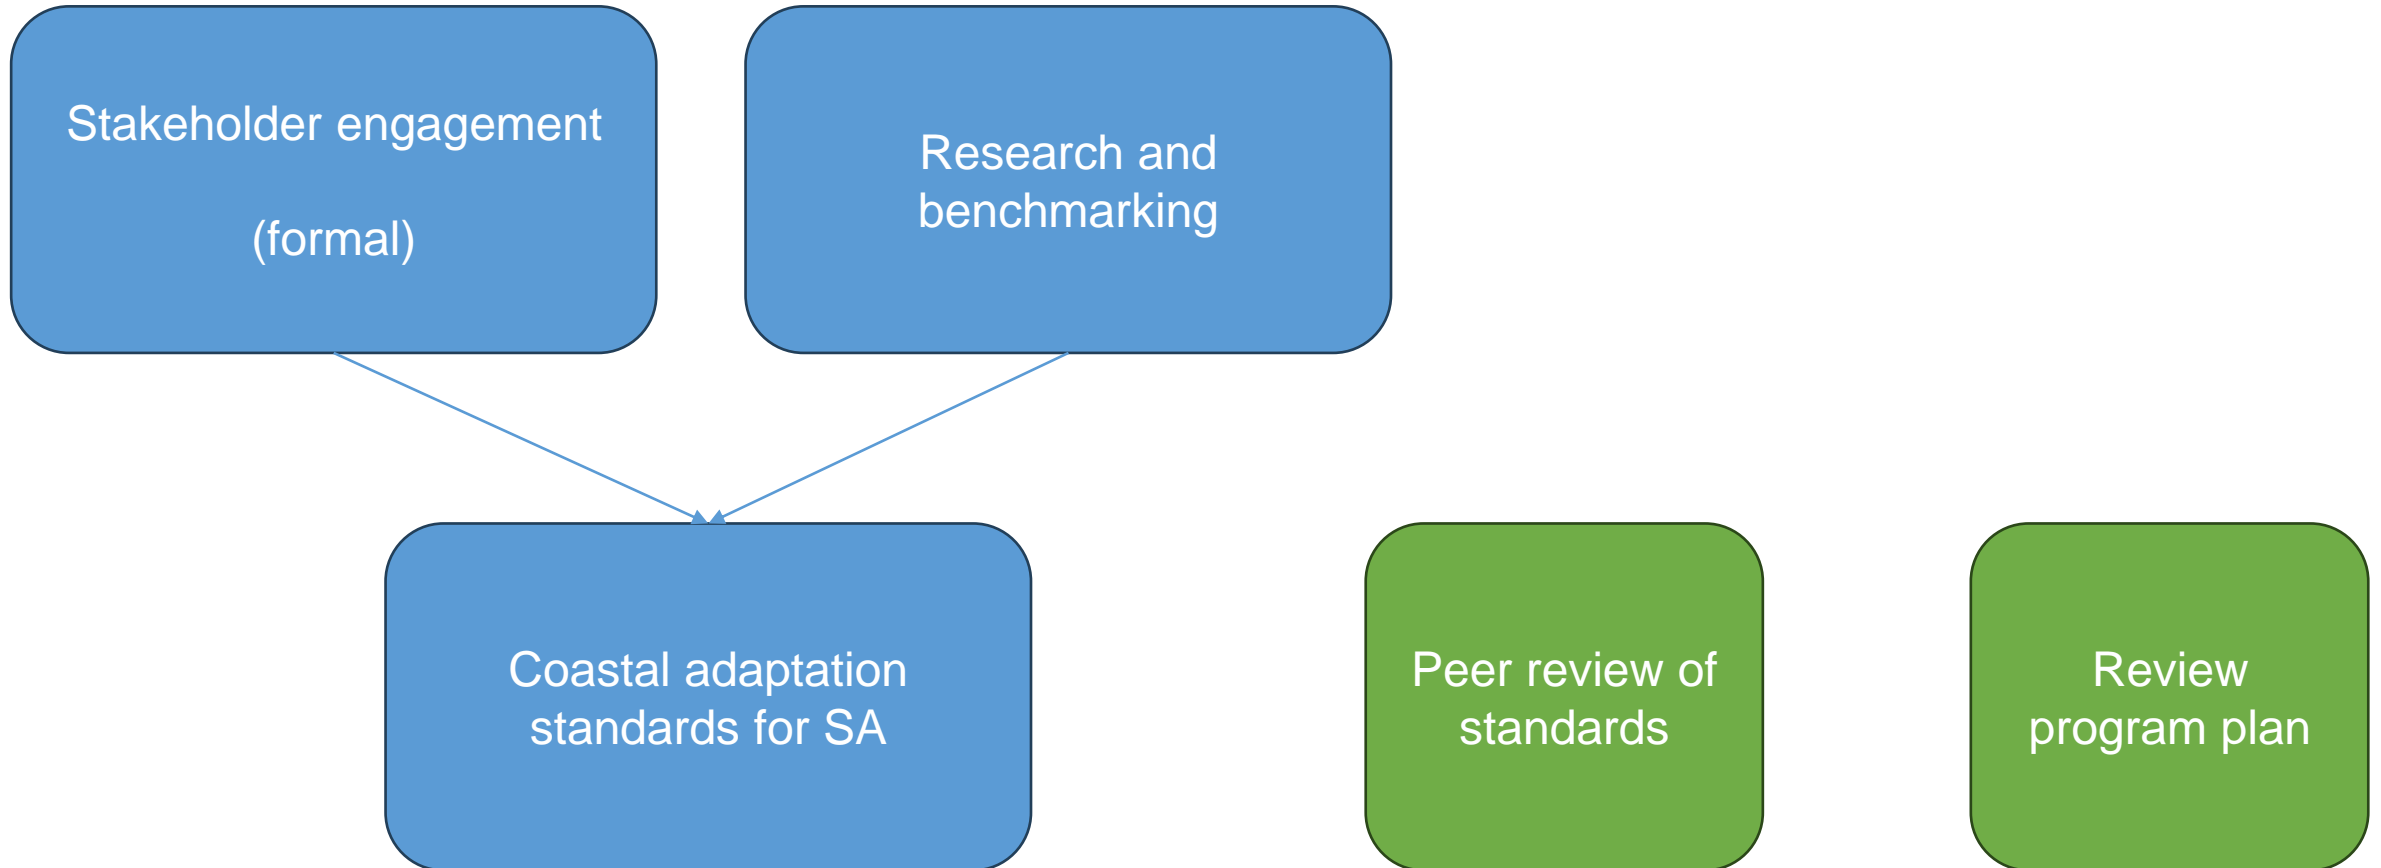 Stakeholder engagement
(formal)
Research and
benchmarking
Coastal adaptation
standards for SA
Peer review of
standards
Review
program plan